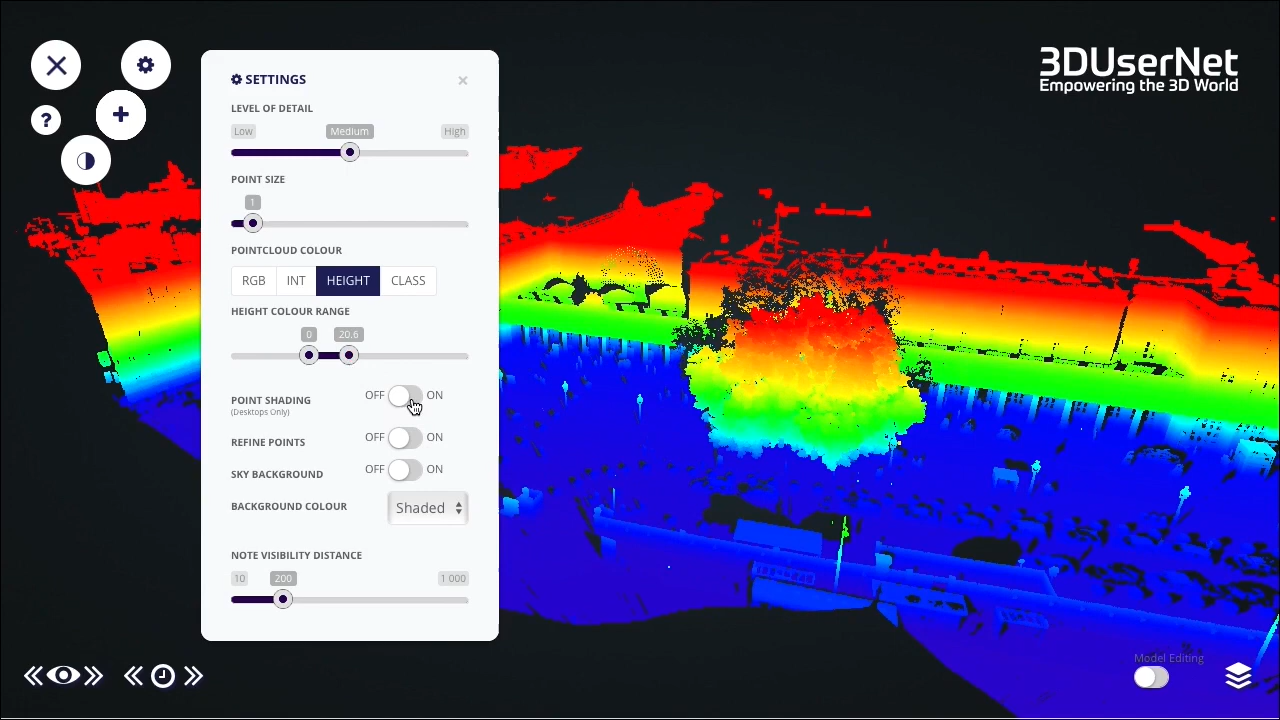 3DUserNet
Empowering the 3D World
SETTINGS
×
LEVEL OF DETAIL
Low Medium High
POINT SIZE
1
POINTCLOUD COLOUR
RGB INT HEIGHT CLASS
HEIGHT COLOUR RANGE
0 20.6
POINT SHADING OFF ON
(Desktops Only)
REFINE POINTS OFF ON
SKY BACKGROUND OFF ON
BACKGROUND COLOUR Shaded
NOTE VISIBILITY DISTANCE
10 200 1 000
?
Model Editing